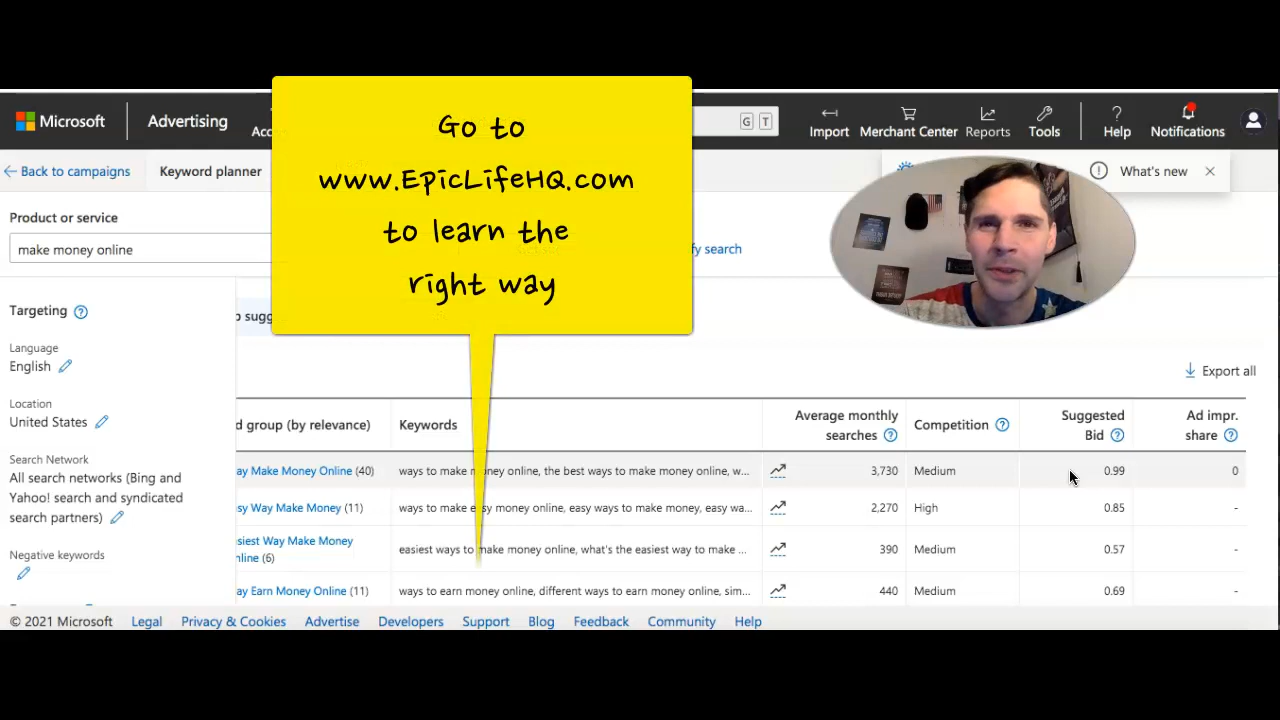 Microsoft
Advertising
Import
Merchant Center
Reports
Tools
Help
Notifications
G T
Go to
www.EpicLifeHQ.com
to learn the
right way
Back to campaigns
Keyword planner
What's new
Product or service
make money online
search
Targeting
Language
English
Location
United States
Search Network
All search networks (Bing and
Yahoo! search and syndicated
search partners)
Negative keywords
Export all
group (by relevance) Keywords Average monthly searches Competition Suggested Bid Ad impr. share
Make Money Online (40) ways to make money online, the best ways to make money online, w... 3,730 Medium 0.99 0
Way Make Money (11) ways to make easy money online, easy ways to make money, easy wa... 2,270 High 0.85 -
Way Make Money
(6) easiest ways to make money online, what's the easiest way to make ... 390 Medium 0.57 -
Earn Money Online (11) ways to earn money online, different ways to earn money online, sim... 440 Medium 0.69 -
© 2021 Microsoft Legal Privacy & Cookies Advertise Developers Support Blog Feedback Community Help